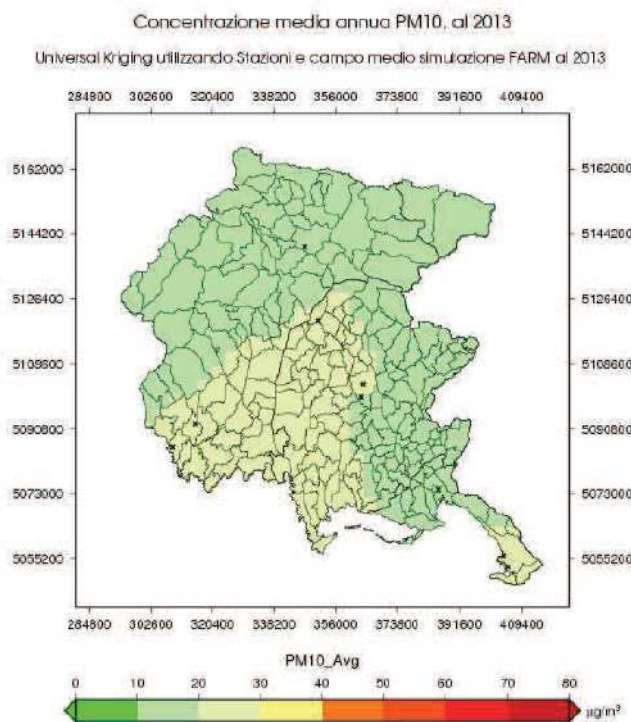 Concentrazione media annua PM10, al 2013
Universal Kriging utilizzando Stazioni e campo medio simulazione FARM al 2013
284800 302600 320400 338200 356000 373800 391600 409400
5162000 5162000
5144200 5144200
5126400 5126400
5108600 5108600
5090800 5090800
5073000 5073000
5055200 5055200
284800 302600 320400 338200 356000 373800 391600 409400
PM10_Avg
0 10 20 30 40 50 60 70 80
µg/m³